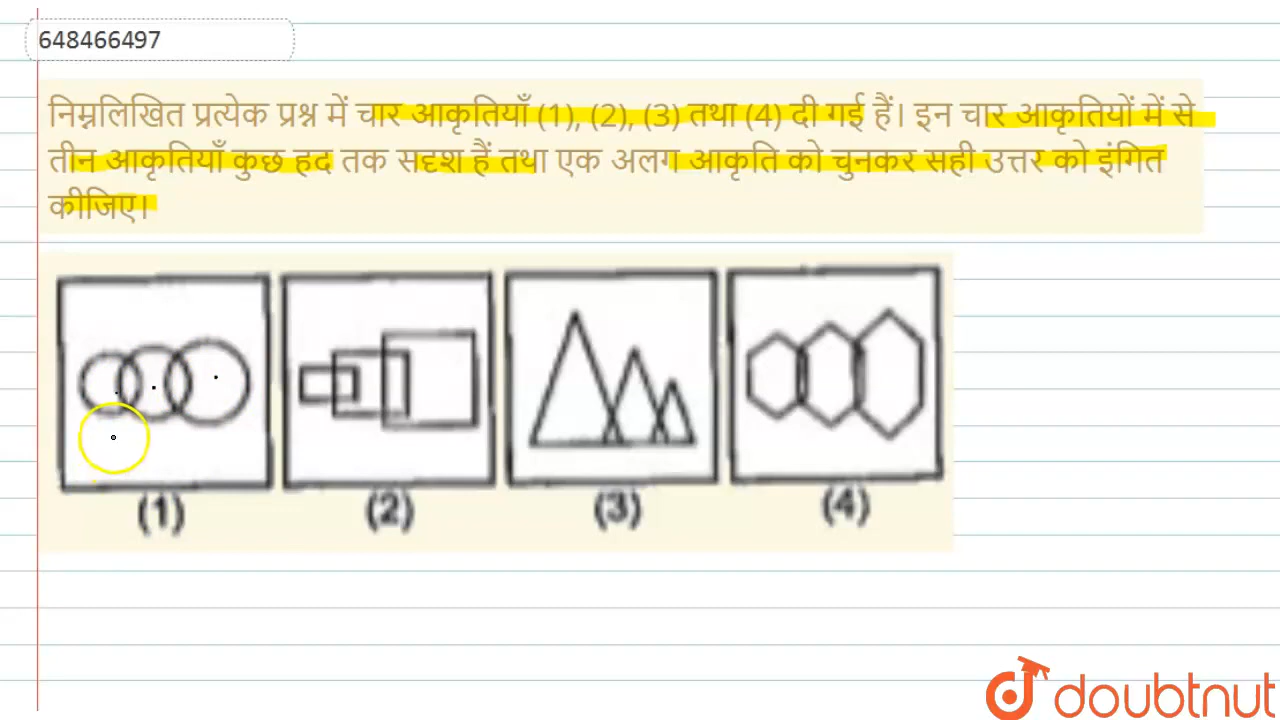 648466497
निम्नलिखित प्रत्येक प्रश्न में चार आकृतियाँ (1), (2), (3) तथा (4) दी गई हैं। इन चार आकृतियों में से
तीन आकृतियाँ कुछ हद तक सदृश हैं तथा एक अलग आकृति को चुनकर सही उत्तर को इंगित
कीजिए।
(1) (2) (3) (4)
doubtnut